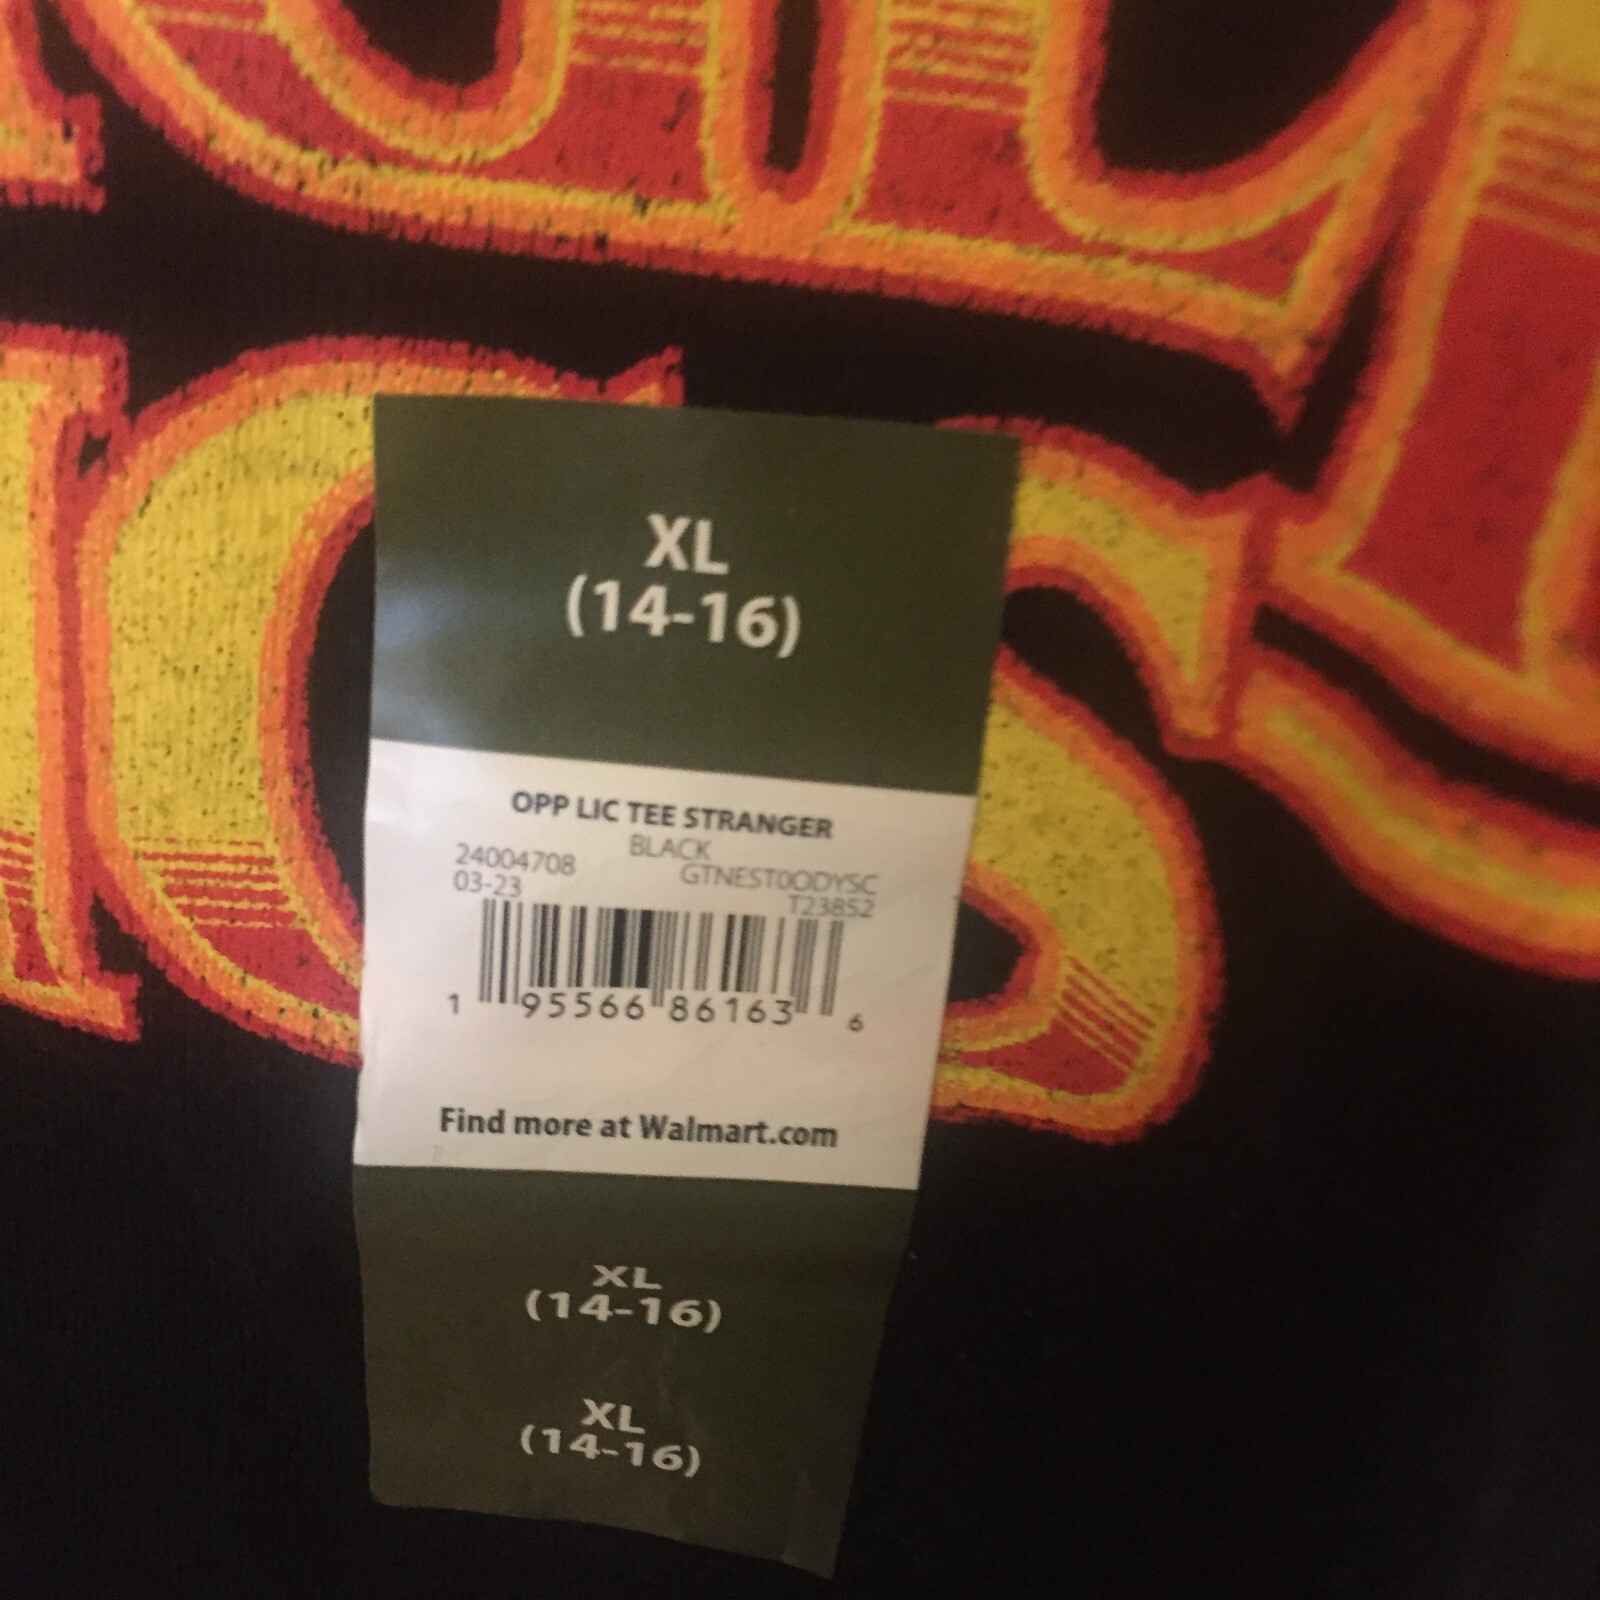 XL
(14-16)
OPP LIC TEE STRANGER
BLACK
24004708
GTNEST0ODYSC
03-23
T23852
1 95566 86163 6
Find more at Walmart.com
XL
(14-16)
XL
(14-16)